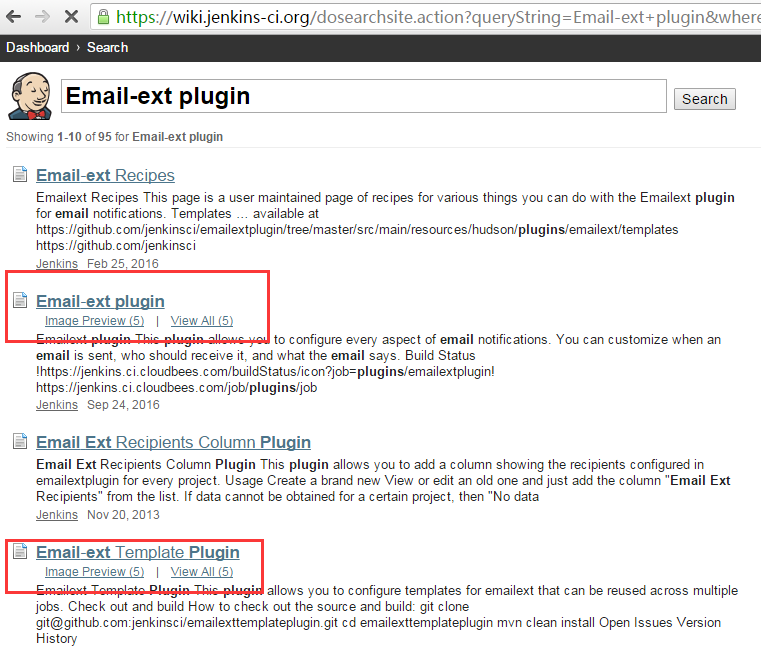 https://wiki.jenkins-ci.org/dosearchsite.action?queryString=Email-ext+plugin&where
Dashboard › Search
Email-ext plugin
Search
Showing 1-10 of 95 for Email-ext plugin
Email-ext Recipes
Emailext Recipes This page is a user maintained page of recipes for various things you can do with the Emailext plugin
for email notifications. Templates … available at
https://github.com/jenkinsci/emailextplugin/tree/master/src/main/resources/hudson/plugins/emailext/templates
https://github.com/jenkinsci
Jenkins Feb 25, 2016
Email-ext plugin
Image Preview (5) | View All (5)
Emailext plugin This plugin allows you to configure every aspect of email notifications. You can customize when an
email is sent, who should receive it, and what the email says. Build Status
!https://jenkins.ci.cloudbees.com/buildStatus/icon?job=plugins/emailextplugin!
https://jenkins.ci.cloudbees.com/job/plugins/job
Jenkins Sep 24, 2016
Email Ext Recipients Column Plugin
Email Ext Recipients Column Plugin This plugin allows you to add a column showing the recipients configured in
emailextplugin for every project. Usage Create a brand new View or edit an old one and just add the column "Email Ext
Recipients" from the list. If data cannot be obtained for a certain project, then "No data
Jenkins Nov 20, 2013
Email-ext Template Plugin
Image Preview (5) | View All (5)
Emailext Template Plugin This plugin allows you to configure templates for emailext that can be reused across multiple
jobs. Check out and build How to check out the source and build: git clone
git@github.com:jenkinsci/emailexttemplateplugin.git cd emailexttemplateplugin mvn clean install Open Issues Version
History